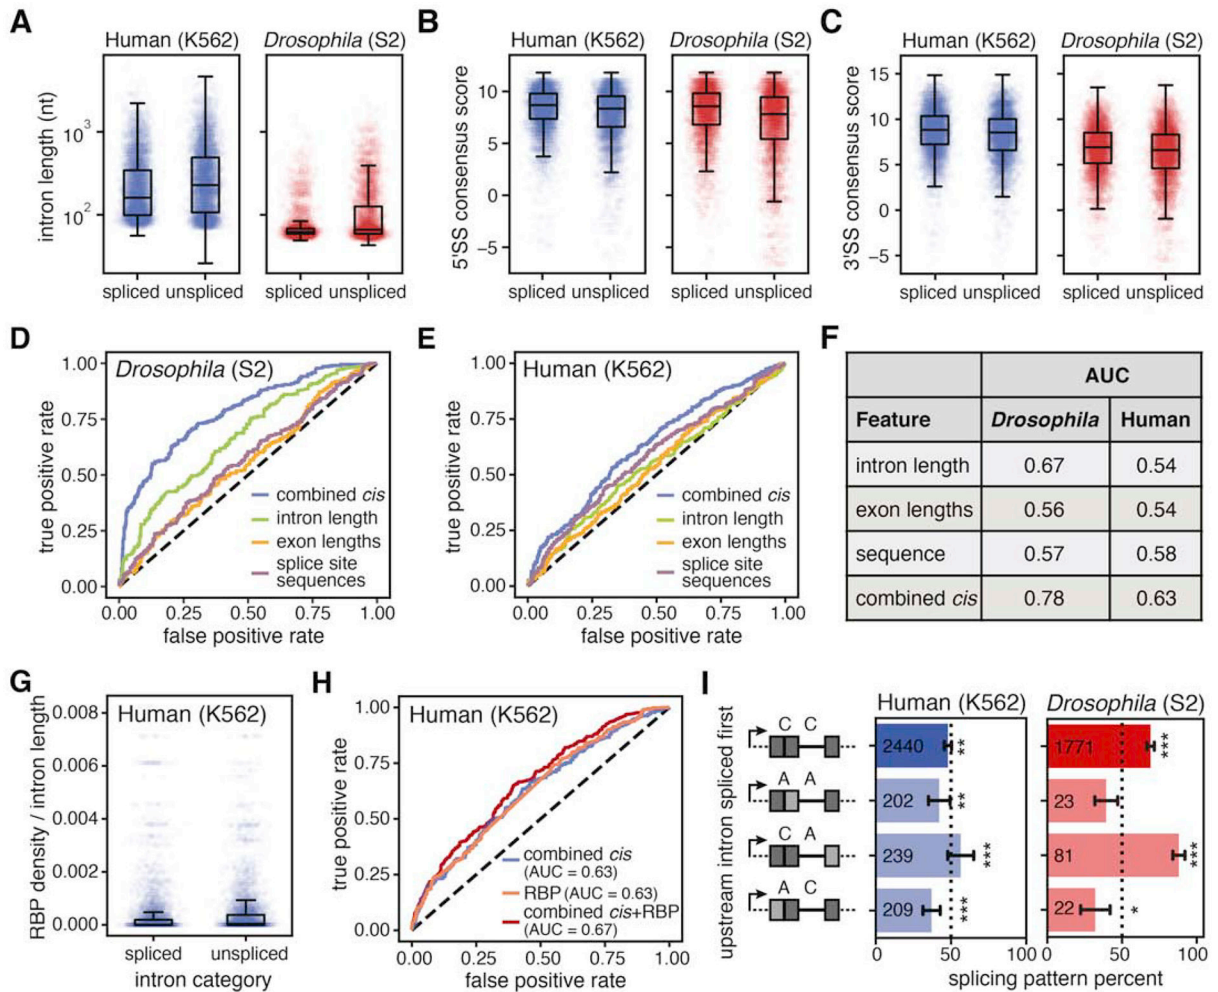 A
Human (K562)
Drosophila (S2)
intron length (nt)
10³
10²
spliced unspliced
spliced unspliced
B
Human (K562)
Drosophila (S2)
5'SS consensus score
10
5
0
−5
spliced unspliced
spliced unspliced
C
Human (K562)
Drosophila (S2)
3'SS consensus score
15
10
5
0
−5
spliced unspliced
spliced unspliced
D
Drosophila (S2)
true positive rate
1.00
0.75
0.50
0.25
0.00
combined cis
intron length
exon lengths
splice site
sequences
0.00 0.25 0.50 0.75 1.00
false positive rate
E
Human (K562)
true positive rate
1.00
0.75
0.50
0.25
0.00
combined cis
intron length
exon lengths
splice site
sequences
0.00 0.25 0.50 0.75 1.00
false positive rate
F
AUC
Feature Drosophila Human
intron length 0.67 0.54
exon lengths 0.56 0.54
sequence 0.57 0.58
combined cis 0.78 0.63
G
Human (K562)
RBP density / intron length
0.008
0.006
0.004
0.002
0.000
spliced unspliced
intron category
H
Human (K562)
true positive rate
1.00
0.75
0.50
0.25
0.00
combined cis
(AUC = 0.63)
RBP (AUC = 0.63)
combined cis+RBP
(AUC = 0.67)
0.00 0.25 0.50 0.75 1.00
false positive rate
I
upstream intron spliced first
Human (K562)
Drosophila (S2)
C C
2440 **
1771 ***
A A
202 **
23
C A
239 ***
81 ***
A C
209 ***
22 *
0 50 100
0 50 100
splicing pattern percent